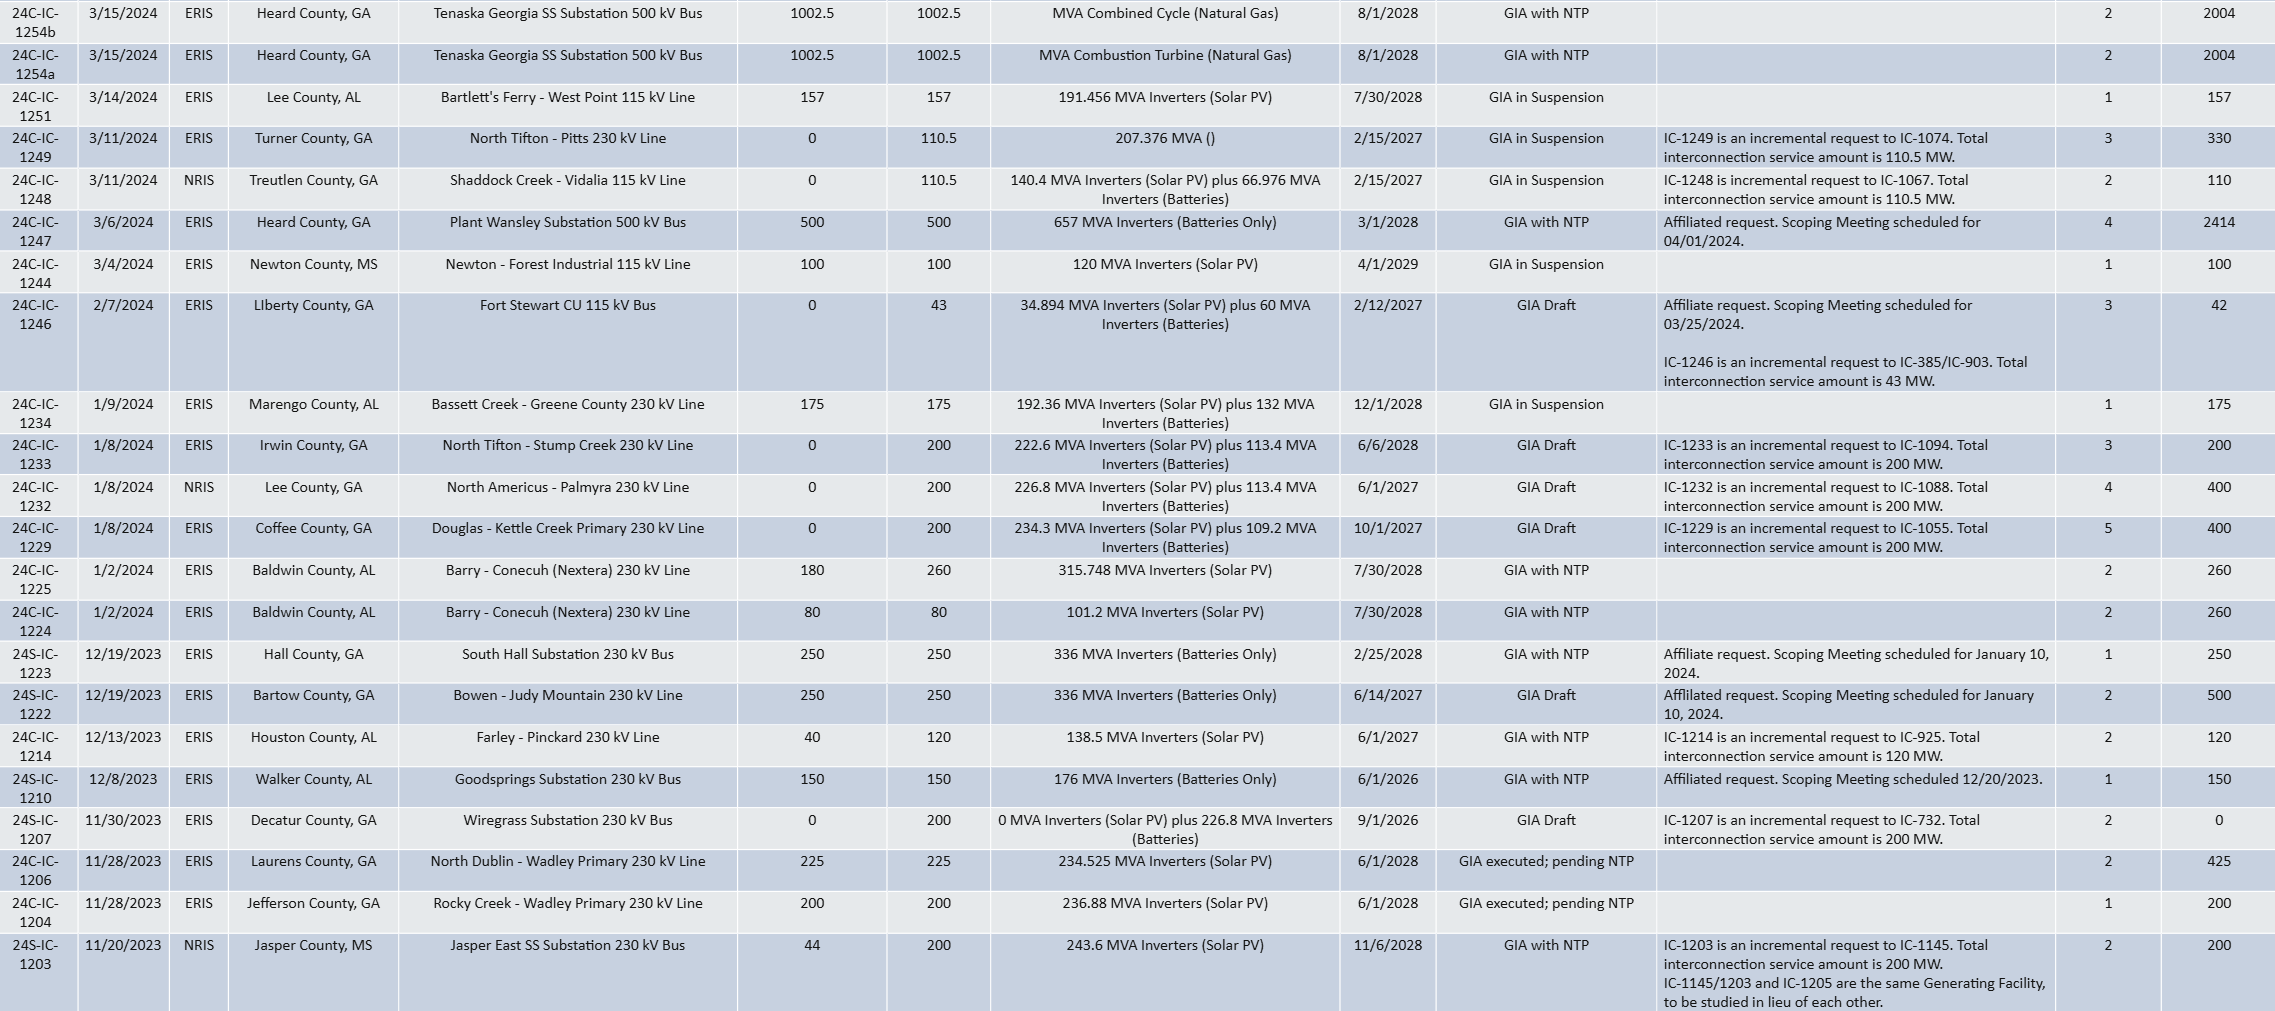 24C-IC-1254b 3/15/2024 ERIS Heard County, GA Tenaska Georgia SS Substation 500 kV Bus 1002.5 1002.5 MVA Combined Cycle (Natural Gas) 8/1/2028 GIA with NTP 2 2004
24C-IC-1254a 3/15/2024 ERIS Heard County, GA Tenaska Georgia SS Substation 500 kV Bus 1002.5 1002.5 MVA Combustion Turbine (Natural Gas) 8/1/2028 GIA with NTP 2 2004
24C-IC-1251 3/14/2024 ERIS Lee County, AL Bartlett's Ferry - West Point 115 kV Line 157 157 191.456 MVA Inverters (Solar PV) 7/30/2028 GIA in Suspension 1 157
24C-IC-1249 3/11/2024 ERIS Turner County, GA North Tifton - Pitts 230 kV Line 0 110.5 207.376 MVA () 2/15/2027 GIA in Suspension IC-1249 is an incremental request to IC-1074. Total interconnection service amount is 110.5 MW. 3 330
24C-IC-1248 3/11/2024 NRIS Treutlen County, GA Shaddock Creek - Vidalia 115 kV Line 0 110.5 140.4 MVA Inverters (Solar PV) plus 66.976 MVA Inverters (Batteries) 2/15/2027 GIA in Suspension IC-1248 is incremental request to IC-1067. Total interconnection service amount is 110.5 MW. 2 110
24C-IC-1247 3/6/2024 ERIS Heard County, GA Plant Wansley Substation 500 kV Bus 500 500 657 MVA Inverters (Batteries Only) 3/1/2028 GIA with NTP Affiliated request. Scoping Meeting scheduled for 04/01/2024. 4 2414
24C-IC-1244 3/4/2024 ERIS Newton County, MS Newton - Forest Industrial 115 kV Line 100 100 120 MVA Inverters (Solar PV) 4/1/2029 GIA in Suspension 1 100
24C-IC-1246 2/7/2024 ERIS LIberty County, GA Fort Stewart CU 115 kV Bus 0 43 34.894 MVA Inverters (Solar PV) plus 60 MVA Inverters (Batteries) 2/12/2027 GIA Draft Affiliate request. Scoping Meeting scheduled for 03/25/2024. IC-1246 is an incremental request to IC-385/IC-903. Total interconnection service amount is 43 MW. 3 42
24C-IC-1234 1/9/2024 ERIS Marengo County, AL Bassett Creek - Greene County 230 kV Line 175 175 192.36 MVA Inverters (Solar PV) plus 132 MVA Inverters (Batteries) 12/1/2028 GIA in Suspension 1 175
24C-IC-1233 1/8/2024 ERIS Irwin County, GA North Tifton - Stump Creek 230 kV Line 0 200 222.6 MVA Inverters (Solar PV) plus 113.4 MVA Inverters (Batteries) 6/6/2028 GIA Draft IC-1233 is an incremental request to IC-1094. Total interconnection service amount is 200 MW. 3 200
24C-IC-1232 1/8/2024 NRIS Lee County, GA North Americus - Palmyra 230 kV Line 0 200 226.8 MVA Inverters (Solar PV) plus 113.4 MVA Inverters (Batteries) 6/1/2027 GIA Draft IC-1232 is an incremental request to IC-1088. Total interconnection service amount is 200 MW. 4 400
24C-IC-1229 1/8/2024 ERIS Coffee County, GA Douglas - Kettle Creek Primary 230 kV Line 0 200 234.3 MVA Inverters (Solar PV) plus 109.2 MVA Inverters (Batteries) 10/1/2027 GIA Draft IC-1229 is an incremental request to IC-1055. Total interconnection service amount is 200 MW. 5 400
24C-IC-1225 1/2/2024 ERIS Baldwin County, AL Barry - Conecuh (Nextera) 230 kV Line 180 260 315.748 MVA Inverters (Solar PV) 7/30/2028 GIA with NTP 2 260
24C-IC-1224 1/2/2024 ERIS Baldwin County, AL Barry - Conecuh (Nextera) 230 kV Line 80 80 101.2 MVA Inverters (Solar PV) 7/30/2028 GIA with NTP 2 260
24S-IC-1223 12/19/2023 ERIS Hall County, GA South Hall Substation 230 kV Bus 250 250 336 MVA Inverters (Batteries Only) 2/25/2028 GIA with NTP Affiliate request. Scoping Meeting scheduled for January 10, 2024. 1 250
24S-IC-1222 12/19/2023 ERIS Bartow County, GA Bowen - Judy Mountain 230 kV Line 250 250 336 MVA Inverters (Batteries Only) 6/14/2027 GIA Draft Afflilated request. Scoping Meeting scheduled for January 10, 2024. 2 500
24C-IC-1214 12/13/2023 ERIS Houston County, AL Farley - Pinckard 230 kV Line 40 120 138.5 MVA Inverters (Solar PV) 6/1/2027 GIA with NTP IC-1214 is an incremental request to IC-925. Total interconnection service amount is 120 MW. 2 120
24S-IC-1210 12/8/2023 ERIS Walker County, AL Goodsprings Substation 230 kV Bus 150 150 176 MVA Inverters (Batteries Only) 6/1/2026 GIA with NTP Affiliated request. Scoping Meeting scheduled 12/20/2023. 1 150
24S-IC-1207 11/30/2023 ERIS Decatur County, GA Wiregrass Substation 230 kV Bus 0 200 0 MVA Inverters (Solar PV) plus 226.8 MVA Inverters (Batteries) 9/1/2026 GIA Draft IC-1207 is an incremental request to IC-732. Total interconnection service amount is 200 MW. 2 0
24C-IC-1206 11/28/2023 ERIS Laurens County, GA North Dublin - Wadley Primary 230 kV Line 225 225 234.525 MVA Inverters (Solar PV) 6/1/2028 GIA executed; pending NTP 2 425
24C-IC-1204 11/28/2023 ERIS Jefferson County, GA Rocky Creek - Wadley Primary 230 kV Line 200 200 236.88 MVA Inverters (Solar PV) 6/1/2028 GIA executed; pending NTP 1 200
24S-IC-1203 11/20/2023 NRIS Jasper County, MS Jasper East SS Substation 230 kV Bus 44 200 243.6 MVA Inverters (Solar PV) 11/6/2028 GIA with NTP IC-1203 is an incremental request to IC-1145. Total interconnection service amount is 200 MW. IC-1145/1203 and IC-1205 are the same Generating Facility, to be studied in lieu of each other. 2 200